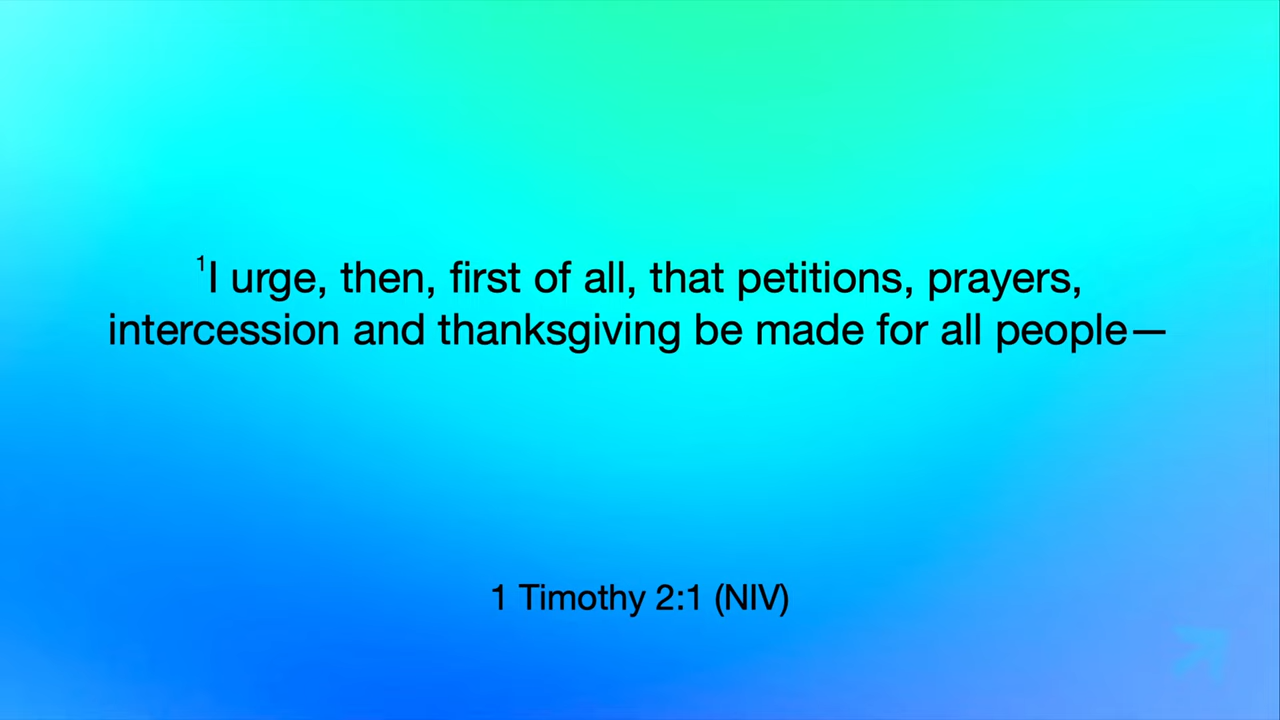 ¹I urge, then, first of all, that petitions, prayers,
intercession and thanksgiving be made for all people—
1 Timothy 2:1 (NIV)